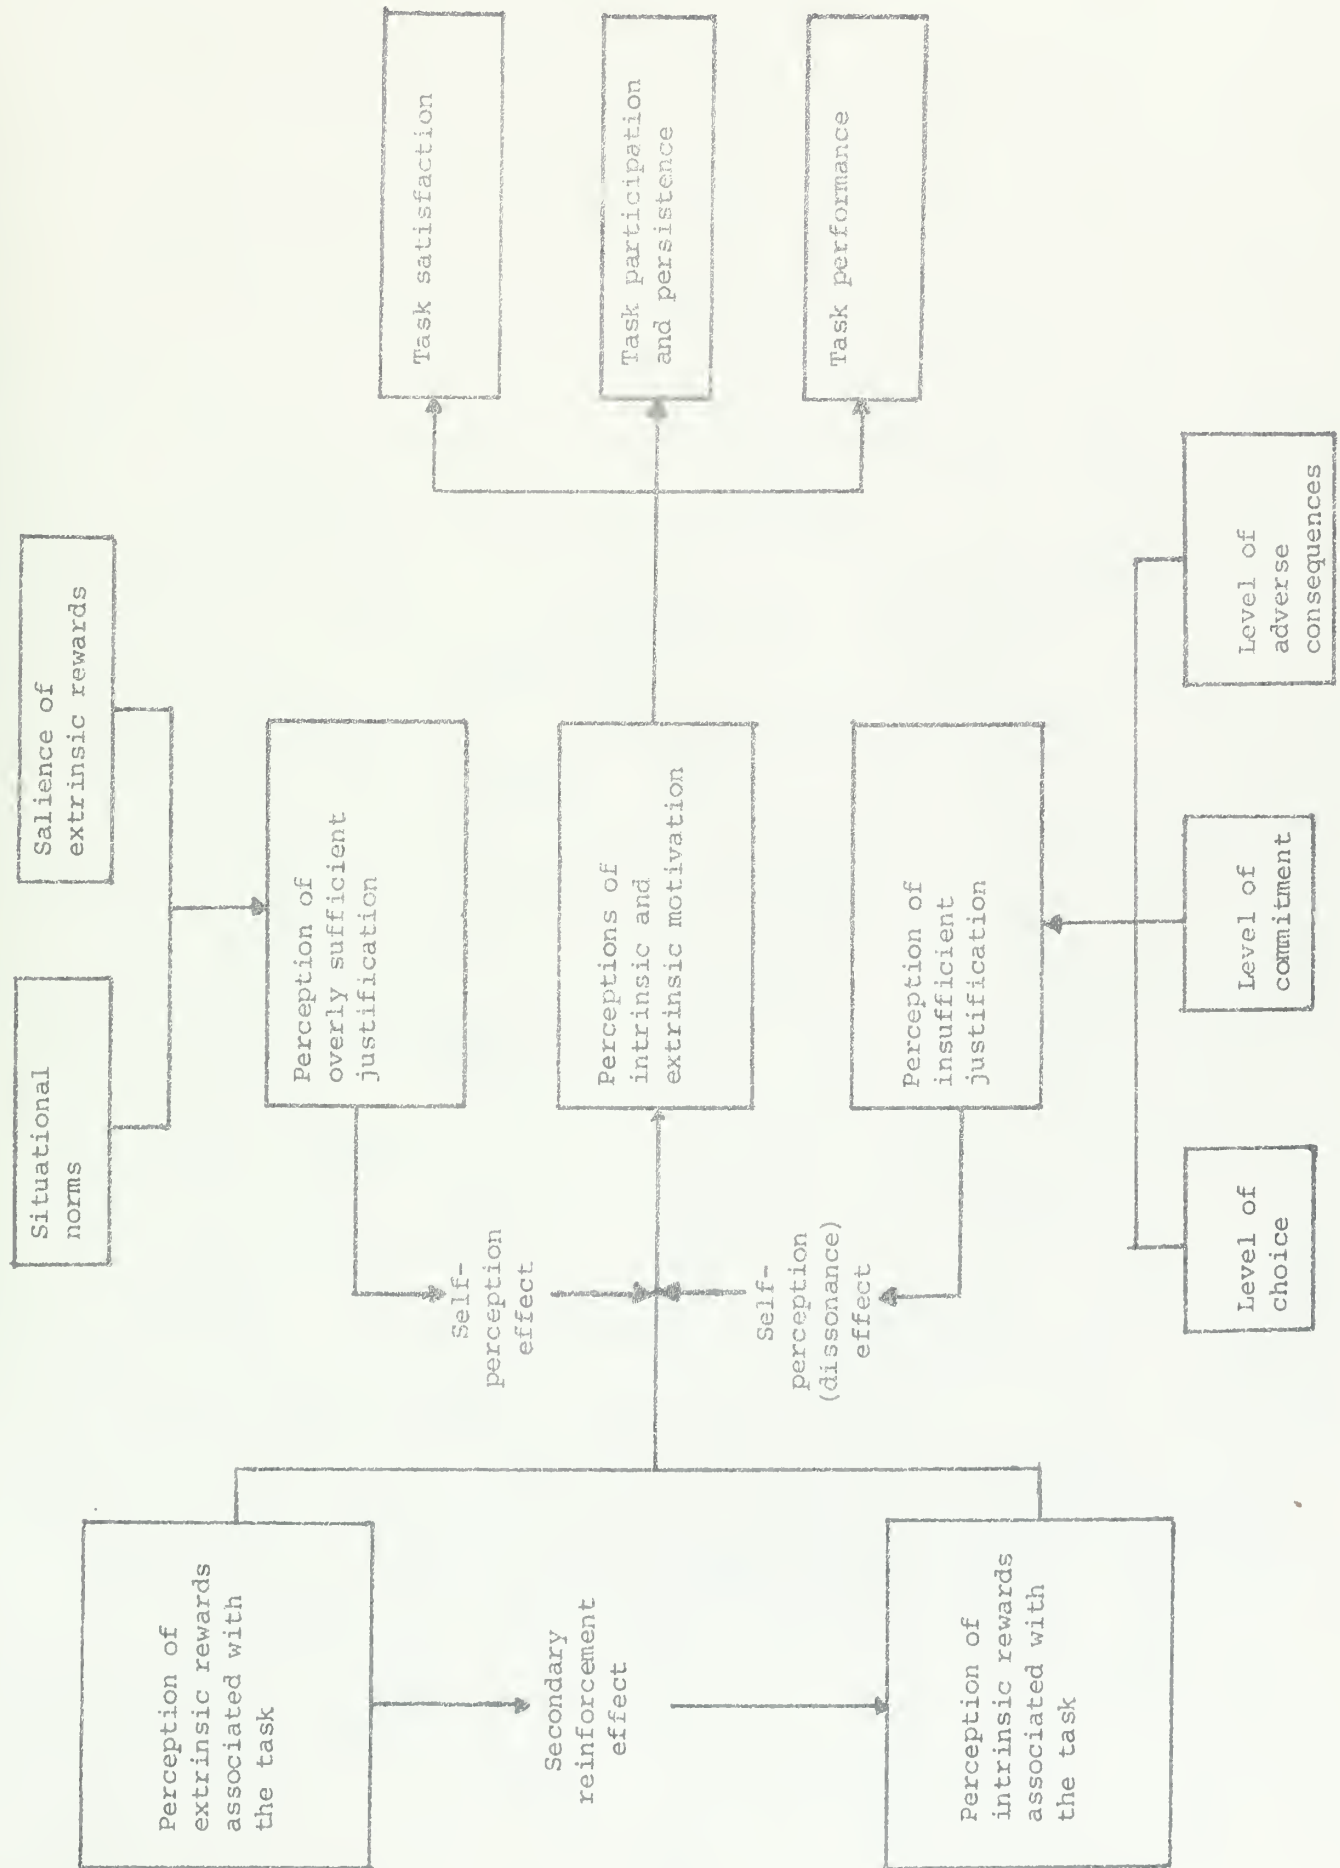 Situational
norms
Salience of
extrinsic rewards
Perception of
extrinsic rewards
associated with
the task
Perception of
overly sufficient
justification
Task satisfaction
Self-
perception
effect
Secondary
reinforcement
effect
Perceptions of
intrinsic and
extrinsic motivation
Task participation
and persistence
Self-
perception
(dissonance)
effect
Perception of
intrinsic rewards
associated with
the task
Perception of
insufficient
justification
Task performance
Level of
choice
Level of
commitment
Level of
adverse
consequences